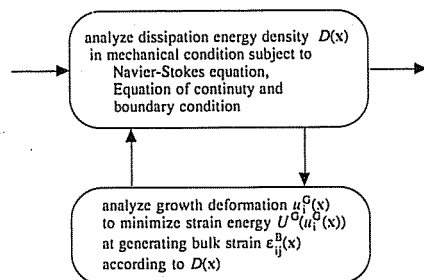 analyze dissipation energy density D(x)
in mechanical condition subject to
Navier-Stokes equation,
Equation of continuty and
boundary condition
analyze growth deformation u_i^G(x)
to minimize strain energy U^G(u_i^G(x))
at generating bulk strain ε_ij^B(x)
according to D(x)